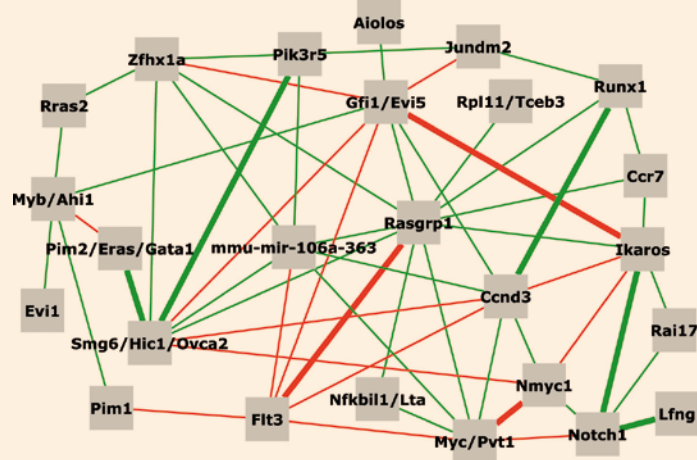 Aiolos
Zfhx1a
Pik3r5
Jundm2
Rras2
Gfi1/Evi5
Rpl11/Tceb3
Runx1
Ccr7
Myb/Ahi1
Rasgrp1
Pim2/Eras/Gata1
mmu-mir-106a-363
Ikaros
Evi1
Ccnd3
Rai17
Smg6/Hic1/Ovca2
Pim1
Flt3
Nfkbil1/Lta
Nmyc1
Lfng
Myc/Pvt1
Notch1